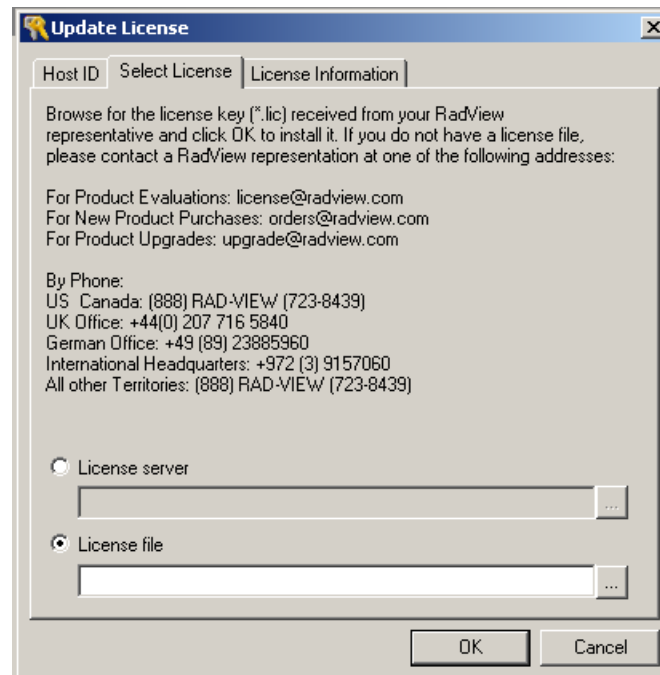 Update License
Host ID Select License License Information
Browse for the license key (*.lic) received from your RadView
representative and click OK to install it. If you do not have a license file,
please contact a RadView representation at one of the following addresses:
For Product Evaluations: license@radview.com
For New Product Purchases: orders@radview.com
For Product Upgrades: upgrade@radview.com
By Phone:
US  Canada: (888) RAD-VIEW (723-8439)
UK Office: +44(0) 207 716 5840
German Office: +49 (89) 23885960
International Headquarters: +972 (3) 9157060
All other Territories: (888) RAD-VIEW (723-8439)
License server
...
License file
...
OK Cancel